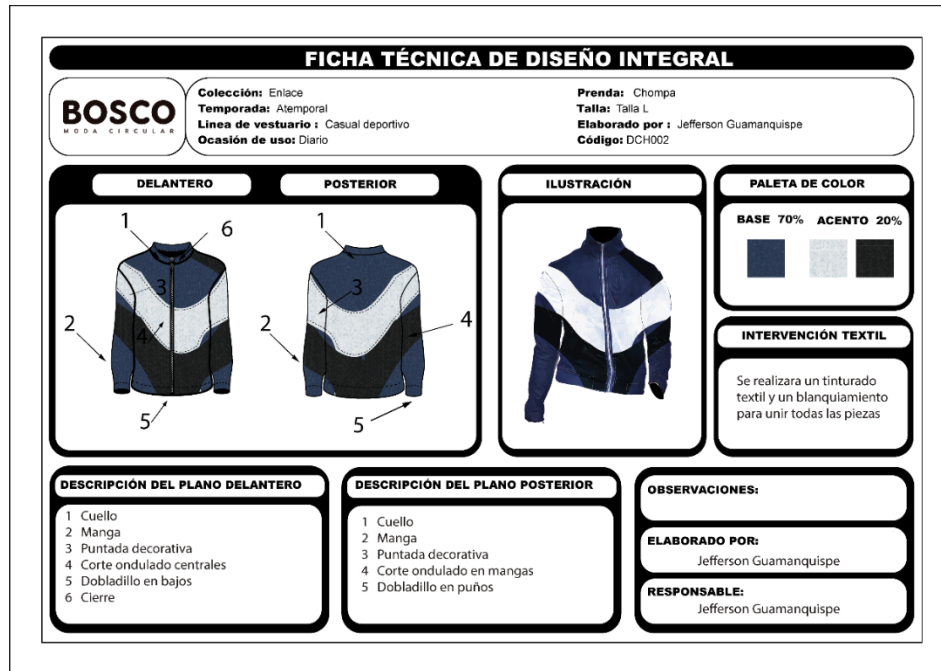 FICHA TÉCNICA DE DISEÑO INTEGRAL
BOSCO
MODA CIRCULAR
Colección: Enlace
Temporada: Atemporal
Linea de vestuario : Casual deportivo
Ocasión de uso: Diario
Prenda: Chompa
Talla: Talla L
Elaborado por : Jefferson Guamanquispe
Código: DCH002
DELANTERO
POSTERIOR
1
6
3
2
4
5
1
3
2
4
5
ILUSTRACIÓN
PALETA DE COLOR
BASE 70% ACENTO 20%
INTERVENCIÓN TEXTIL
Se realizara un tinturado
textil y un blanquiamiento
para unir todas las piezas
DESCRIPCIÓN DEL PLANO DELANTERO
1 Cuello
2 Manga
3 Puntada decorativa
4 Corte ondulado centrales
5 Dobladillo en bajos
6 Cierre
DESCRIPCIÓN DEL PLANO POSTERIOR
1 Cuello
2 Manga
3 Puntada decorativa
4 Corte ondulado en mangas
5 Dobladillo en puños
OBSERVACIONES:
ELABORADO POR:
Jefferson Guamanquispe
RESPONSABLE:
Jefferson Guamanquispe